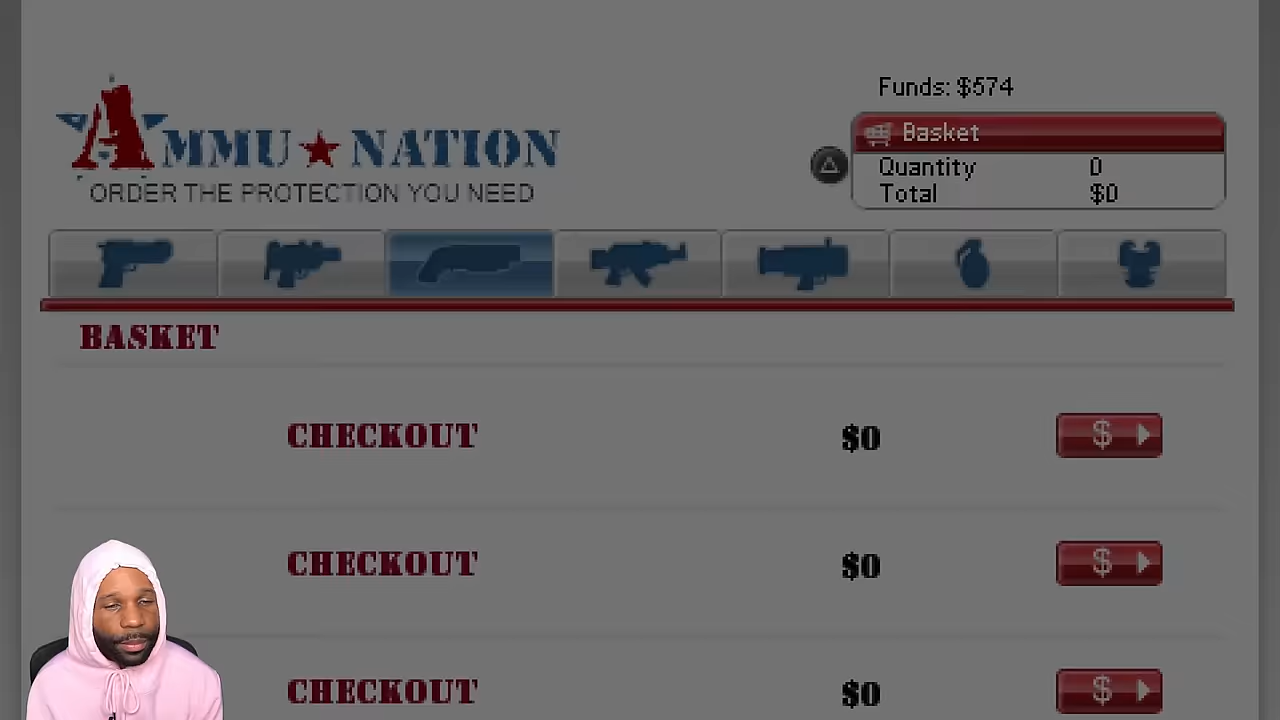 Funds: $574
AMMU★NATION
ORDER THE PROTECTION YOU NEED
Basket
Quantity 0
Total $0
BASKET
CHECKOUT $0 $
CHECKOUT $0 $
CHECKOUT $0 $